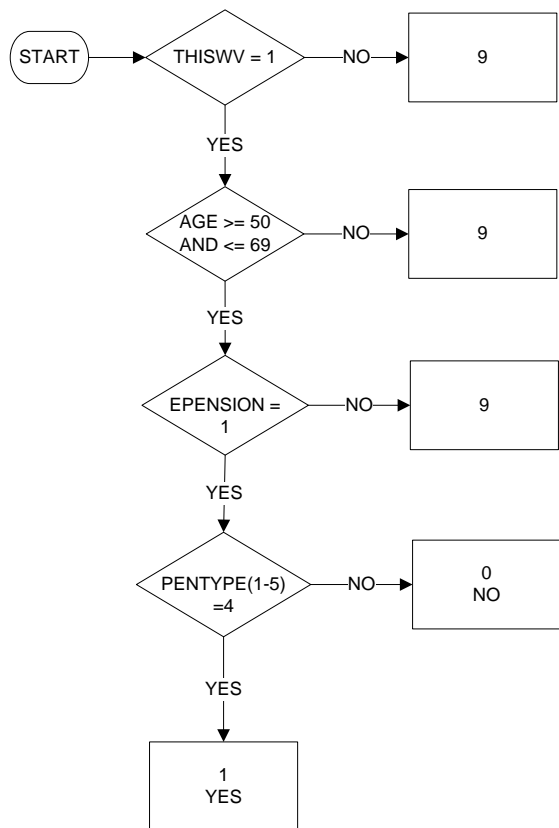 START
THISWV = 1
NO
9
YES
AGE >= 50
AND <= 69
NO
9
YES
EPENSION =
1
NO
9
YES
PENTYPE(1-5)
=4
NO
0
NO
YES
1
YES